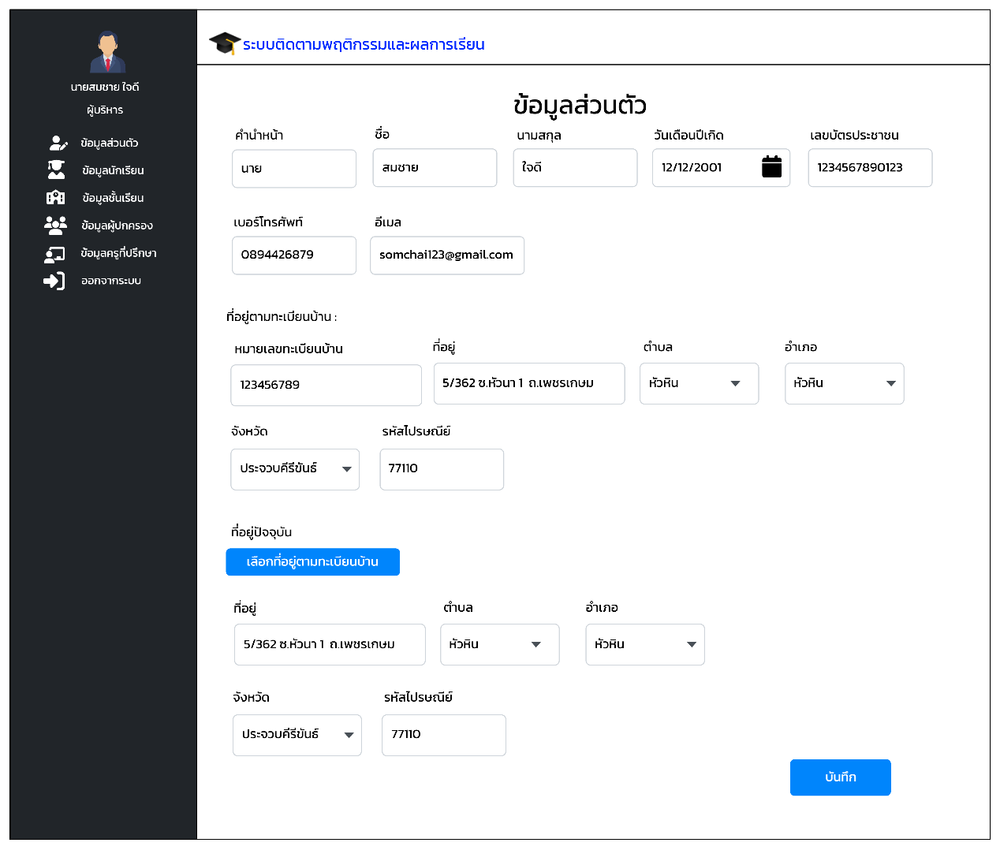 ระบบติดตามพฤติกรรมและผลการเรียน
นายสมชาย ใจดี
ผู้บริหาร
ข้อมูลส่วนตัว
ข้อมูลนักเรียน
ข้อมูลชั้นเรียน
ข้อมูลผู้ปกครอง
ข้อมูลครูที่ปรึกษา
ออกจากระบบ
ข้อมูลส่วนตัว
คำนำหน้า ชื่อ นามสกุล วันเดือนปีเกิด เลขบัตรประชาชน
นาย สมชาย ใจดี 12/12/2001 1234567890123
เบอร์โทรศัพท์ อีเมล
0894426879 somchai123@gmail.com
ที่อยู่ตามทะเบียนบ้าน :
หมายเลขทะเบียนบ้าน ที่อยู่ ตำบล อำเภอ
123456789 5/362 ซ.หัวนา 1 ถ.เพชรเกษม หัวหิน หัวหิน
จังหวัด รหัสไปรษณีย์
ประจวบคีรีขันธ์ 77110
ที่อยู่ปัจจุบัน
เลือกที่อยู่ตามทะเบียนบ้าน
ที่อยู่ ตำบล อำเภอ
5/362 ซ.หัวนา 1 ถ.เพชรเกษม หัวหิน หัวหิน
จังหวัด รหัสไปรษณีย์
ประจวบคีรีขันธ์ 77110
บันทึก